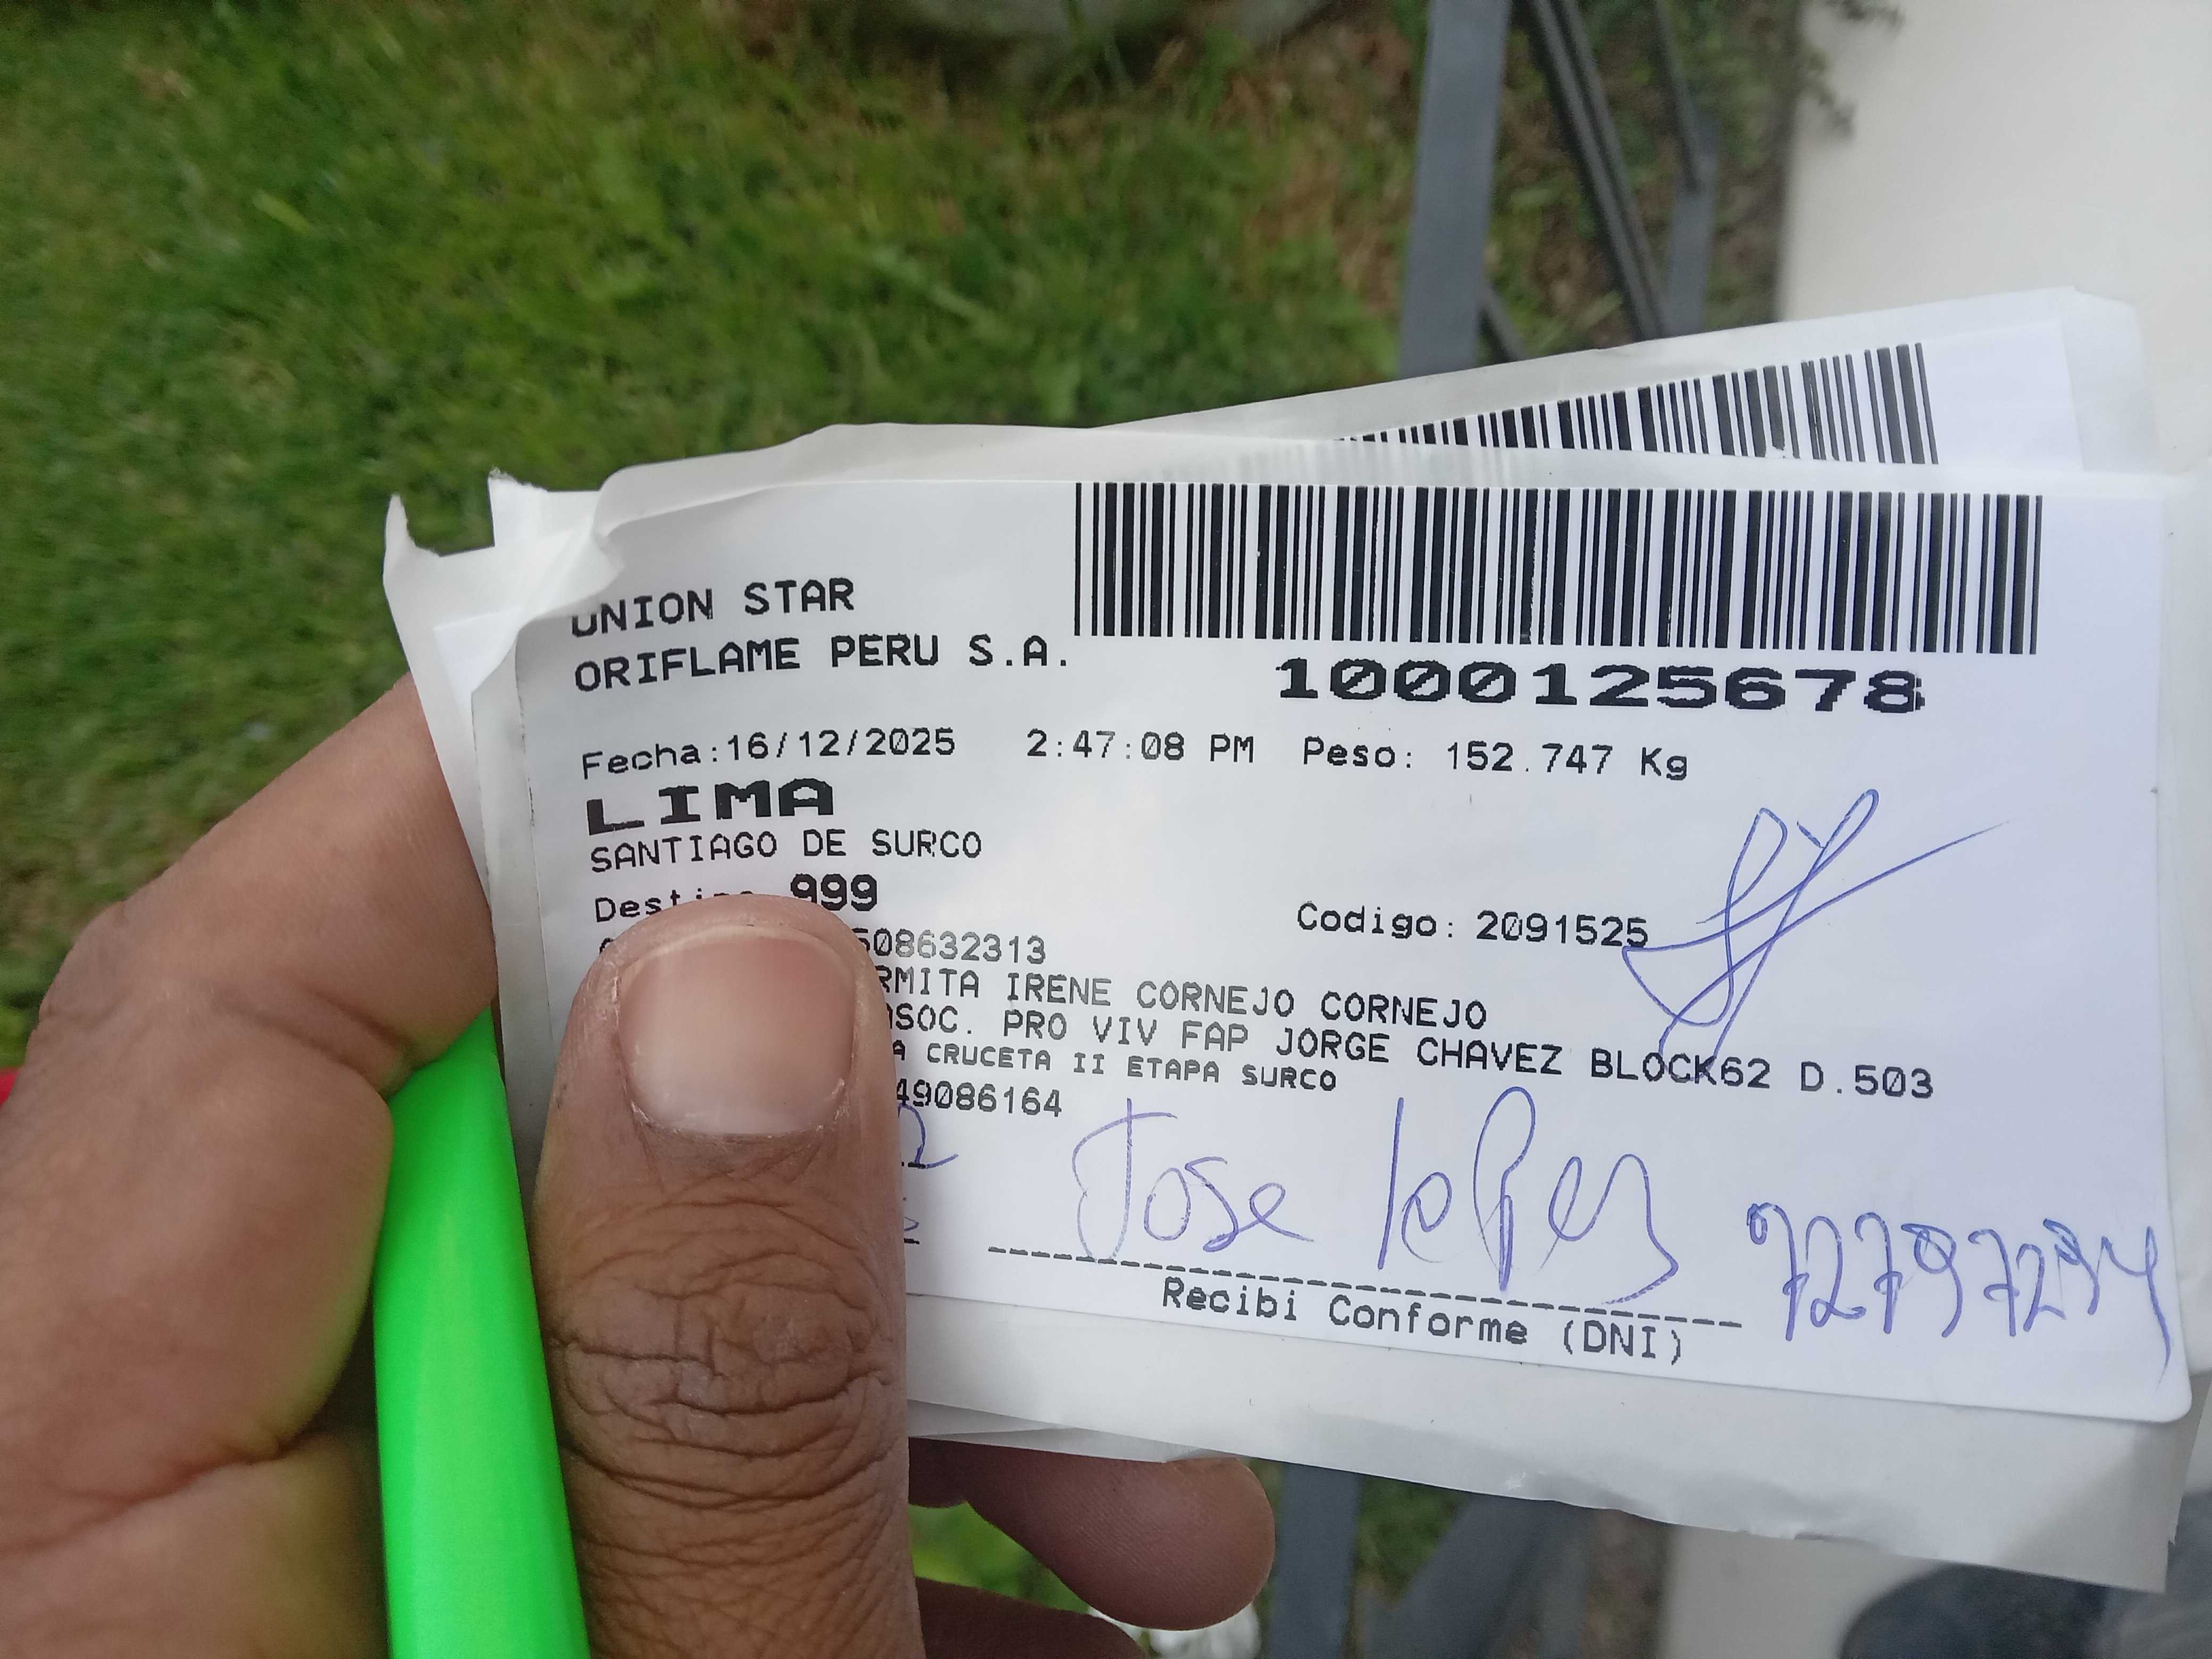 UNION STAR
ORIFLAME PERU S.A.
1000125678
Fecha:16/12/2025 2:47:08 PM Peso: 152.747 Kg
LIMA
SANTIAGO DE SURCO
999
Codigo: 2091525
508632313
RMITA IRENE CORNEJO CORNEJO
ASOC. PRO VIV FAP JORGE CHAVEZ BLOCK62 D.503
A CRUCETA II ETAPA SURCO
49086164
Jose lopez
Recibi Conforme (DNI)